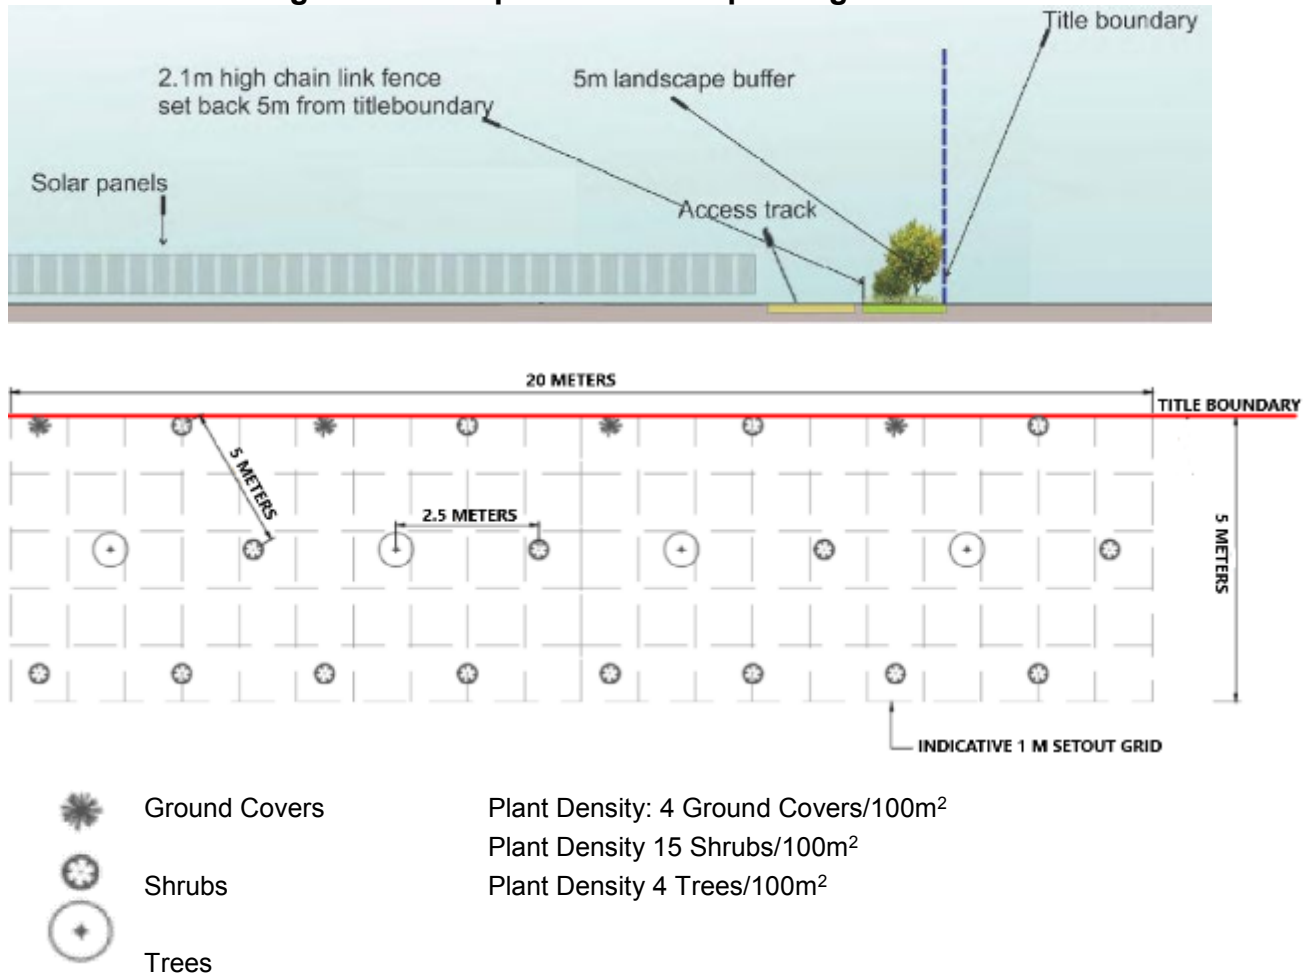 Title boundary
2.1m high chain link fence
set back 5m from titleboundary
5m landscape buffer
Solar panels
Access track
20 METERS
TITLE BOUNDARY
5 METERS
2.5 METERS
5 METERS
INDICATIVE 1 M SETOUT GRID
Ground Covers
Plant Density: 4 Ground Covers/100m²
Plant Density 15 Shrubs/100m²
Shrubs
Plant Density 4 Trees/100m²
Trees